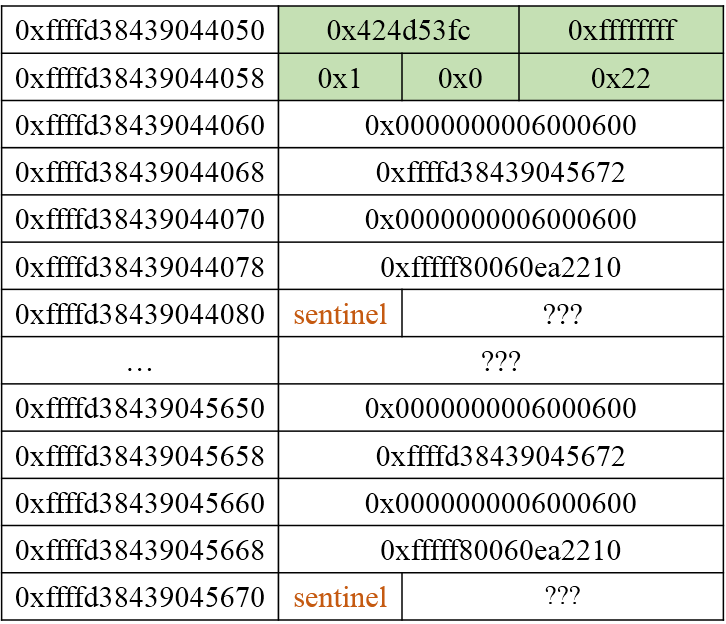 0xffffd38439044050 0x424d53fc 0xffffffff
0xffffd38439044058 0x1 0x0 0x22
0xffffd38439044060 0x0000000006000600
0xffffd38439044068 0xffffd38439045672
0xffffd38439044070 0x0000000006000600
0xffffd38439044078 0xfffff80060ea2210
0xffffd38439044080 sentinel ???
… ???
0xffffd38439045650 0x0000000006000600
0xffffd38439045658 0xffffd38439045672
0xffffd38439045660 0x0000000006000600
0xffffd38439045668 0xfffff80060ea2210
0xffffd38439045670 sentinel ???